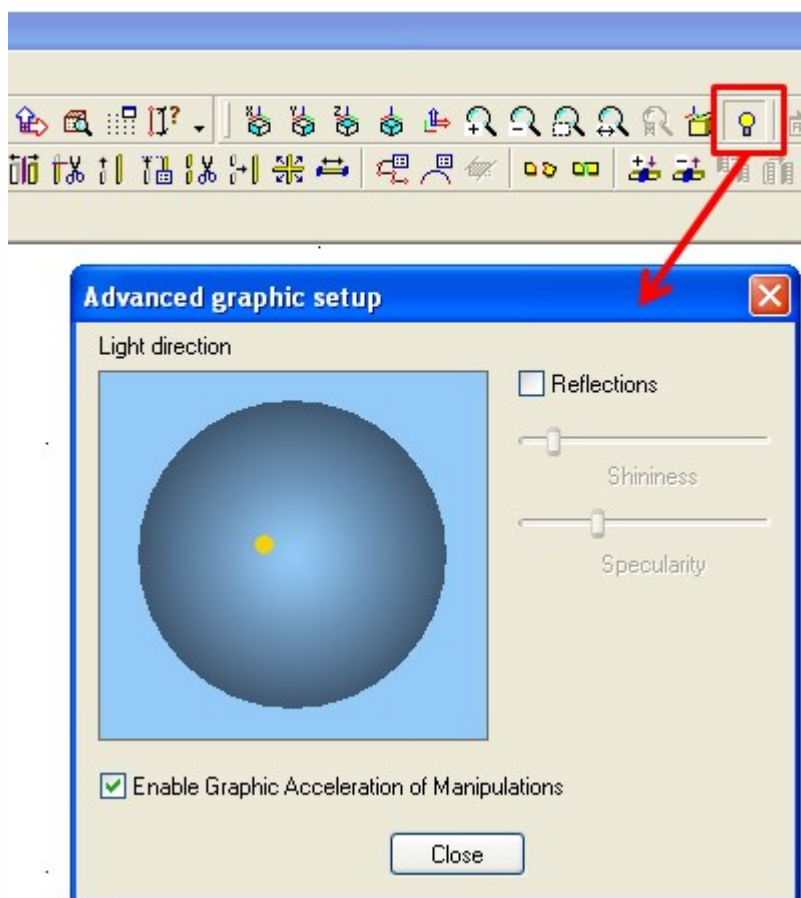 Advanced graphic setup
Light direction
Reflections
Shininess
Specularity
Enable Graphic Acceleration of Manipulations
Close